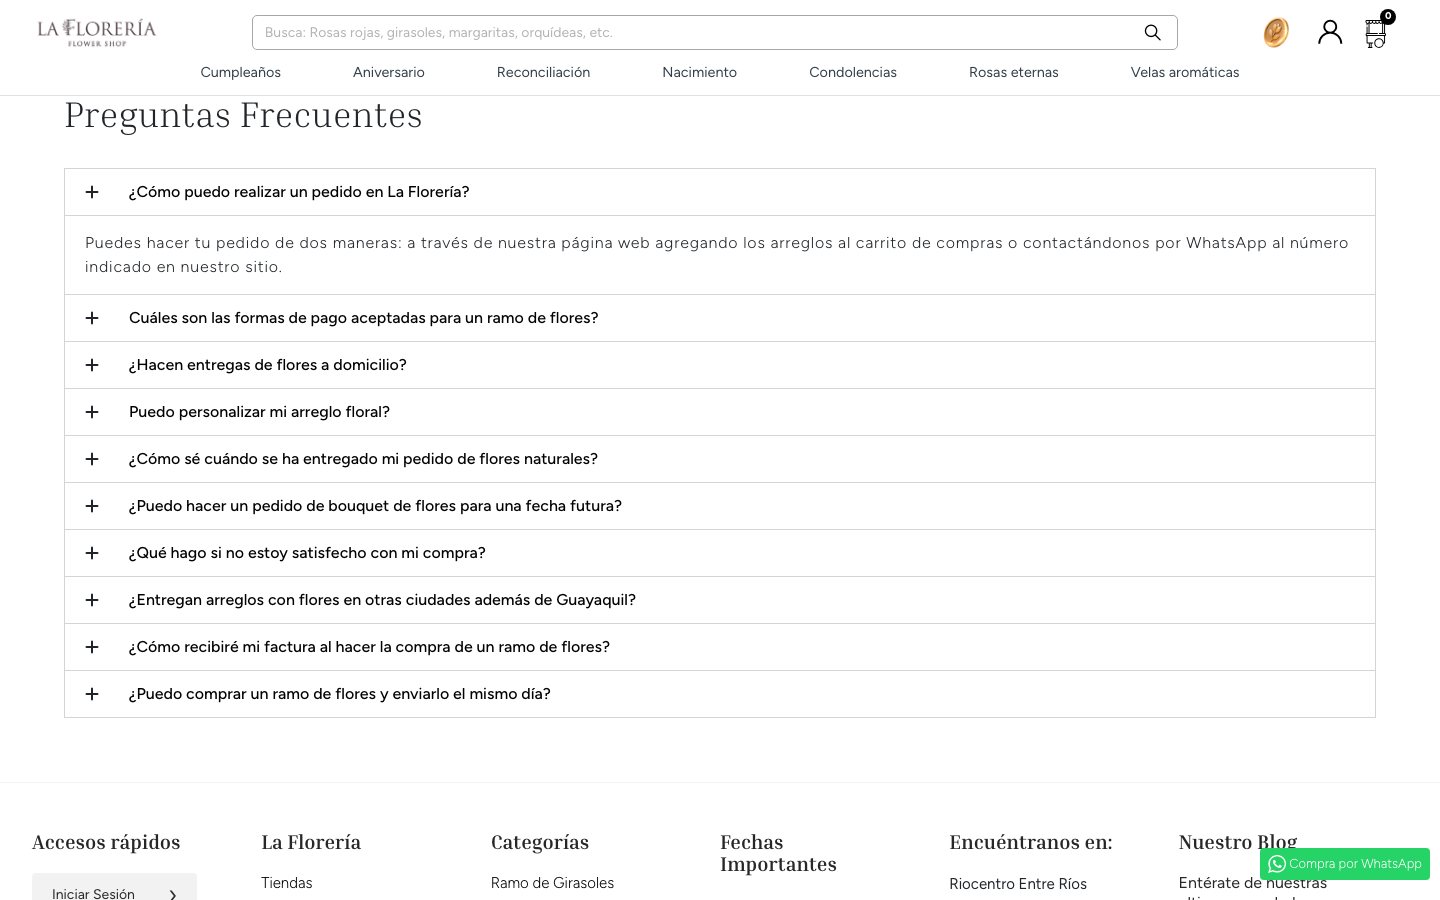 LA FLORERÍA
FLOWER SHOP
Busca: Rosas rojas, girasoles, margaritas, orquídeas, etc.
0
Cumpleaños
Aniversario
Reconciliación
Nacimiento
Condolencias
Rosas eternas
Velas aromáticas
Preguntas Frecuentes
¿Cómo puedo realizar un pedido en La Florería?
Puedes hacer tu pedido de dos maneras: a través de nuestra página web agregando los arreglos al carrito de compras o contactándonos por WhatsApp al número
indicado en nuestro sitio.
Cuáles son las formas de pago aceptadas para un ramo de flores?
¿Hacen entregas de flores a domicilio?
Puedo personalizar mi arreglo floral?
¿Cómo sé cuándo se ha entregado mi pedido de flores naturales?
¿Puedo hacer un pedido de bouquet de flores para una fecha futura?
¿Qué hago si no estoy satisfecho con mi compra?
¿Entregan arreglos con flores en otras ciudades además de Guayaquil?
¿Cómo recibiré mi factura al hacer la compra de un ramo de flores?
¿Puedo comprar un ramo de flores y enviarlo el mismo día?
Accesos rápidos
Iniciar Sesión
La Florería
Tiendas
Categorías
Ramo de Girasoles
Fechas
Importantes
Encuéntranos en:
Riocentro Entre Ríos
Nuestro Blog
Entérate de nuestras
Compra por WhatsApp